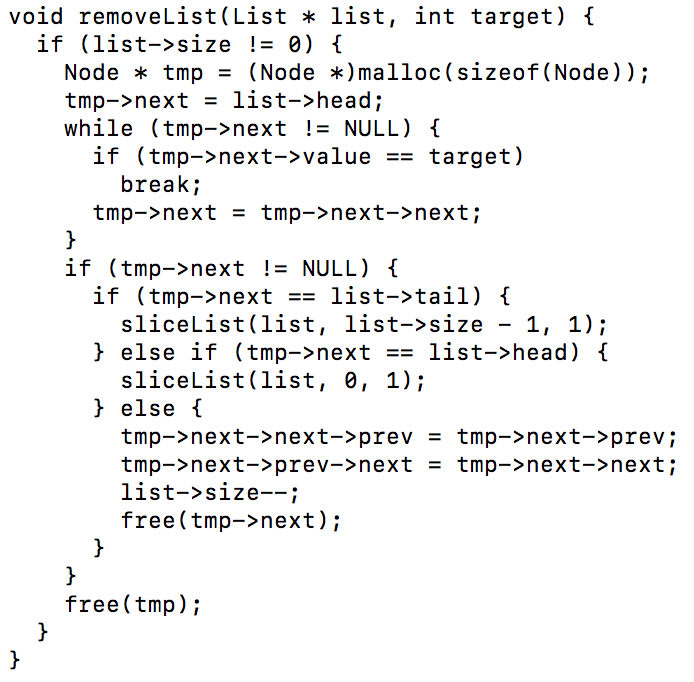 void removeList(List * list, int target) {
  if (list->size != 0) {
    Node * tmp = (Node *)malloc(sizeof(Node));
    tmp->next = list->head;
    while (tmp->next != NULL) {
      if (tmp->next->value == target)
        break;
      tmp->next = tmp->next->next;
    }
    if (tmp->next != NULL) {
      if (tmp->next == list->tail) {
        sliceList(list, list->size - 1, 1);
      } else if (tmp->next == list->head) {
        sliceList(list, 0, 1);
      } else {
        tmp->next->next->prev = tmp->next->prev;
        tmp->next->prev->next = tmp->next->next;
        list->size--;
        free(tmp->next);
      }
    }
    free(tmp);
  }
}